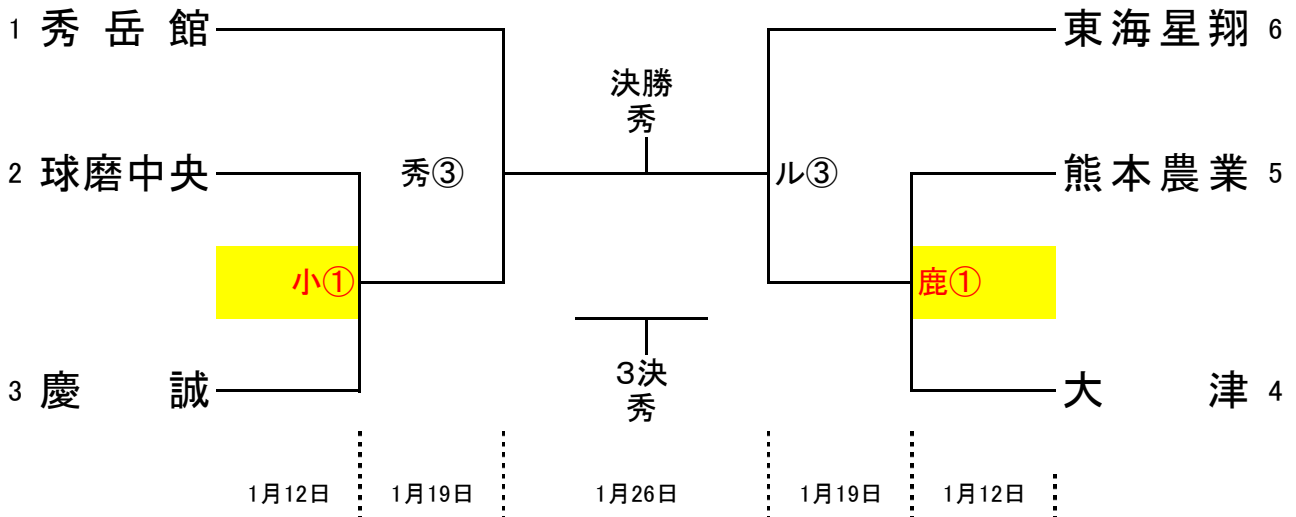 1 秀岳館
東海星翔 6
決勝
秀
2 球磨中央
秀③
ル③
熊本農業 5
小①
鹿①
3決
秀
3 慶誠
大津 4
1月12日
1月19日
1月26日
1月19日
1月12日